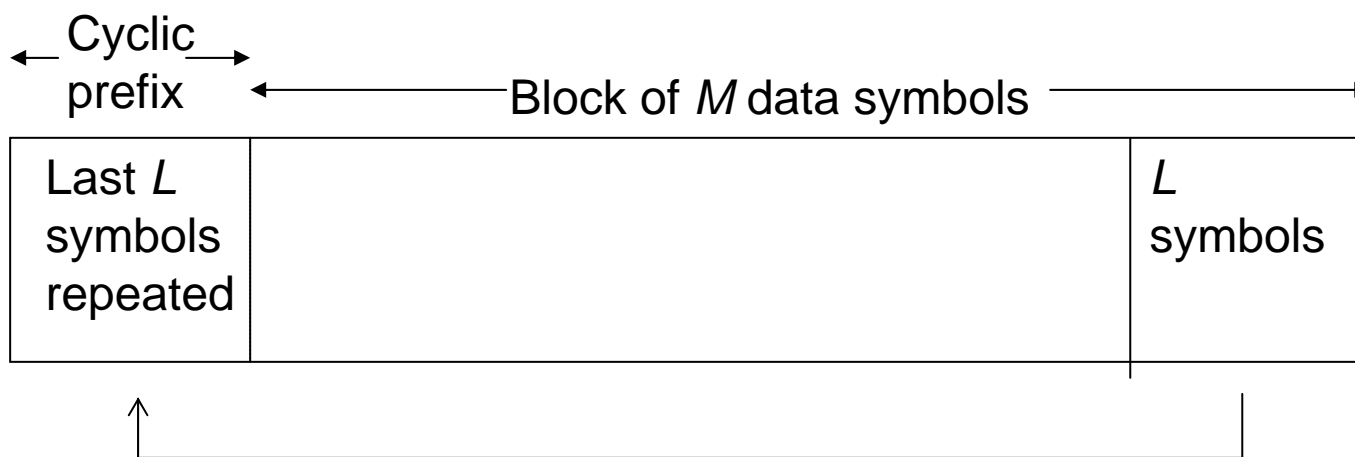 Cyclic
prefix
Block of M data symbols
Last L
symbols
repeated
L
symbols